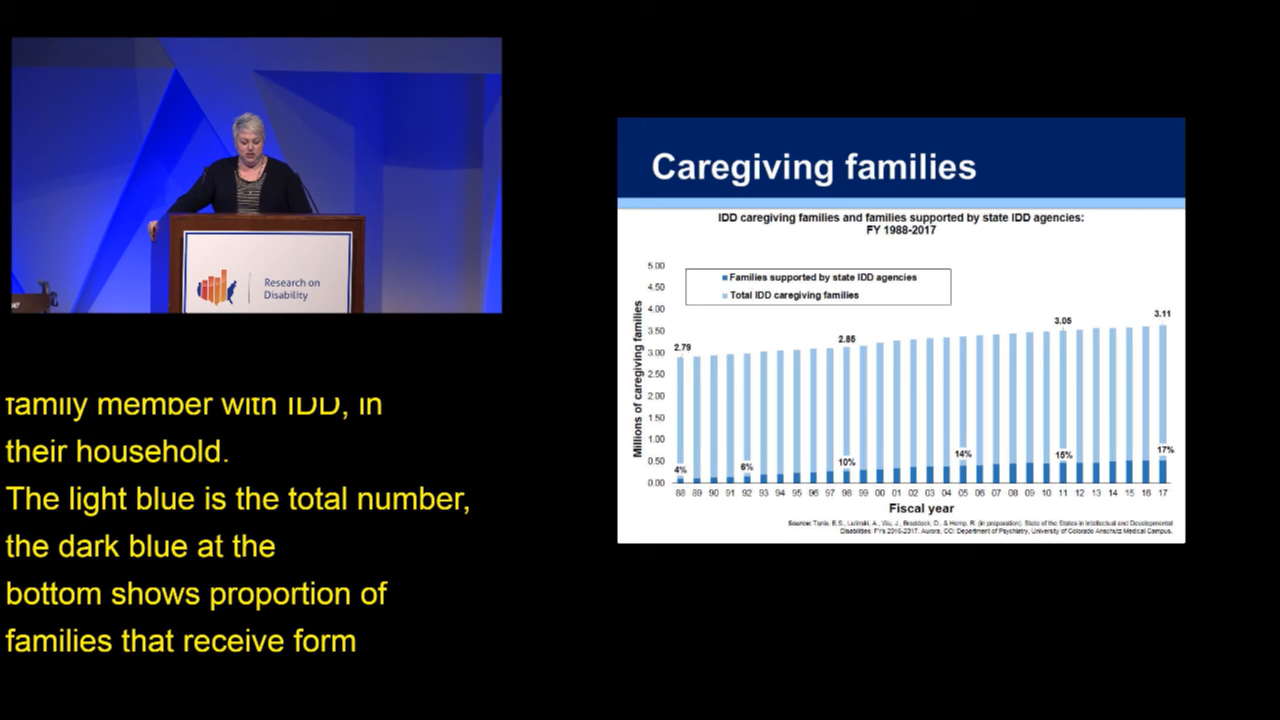 Research on
Disability
family member with IDD, in
their household.
The light blue is the total number,
the dark blue at the
bottom shows proportion of
families that receive form
Caregiving families
IDD caregiving families and families supported by state IDD agencies:
FY 1988-2017
Families supported by state IDD agencies
Total IDD caregiving families
Millions of caregiving families
5.00
4.50
4.00
3.50
3.00
2.50
2.00
1.50
1.00
0.50
0.00
2.79
2.85
3.05
3.11
4%
6%
10%
14%
15%
17%
88 89 90 91 92 93 94 95 96 97 98 99 00 01 02 03 04 05 06 07 08 09 10 11 12 13 14 15 16 17
Fiscal year
Source: Tanis, E.S., Lulinski, A., Wu, J., Braddock, D., & Hemp, R. (in preparation). State of the States in Intellectual and Developmental
Disabilities: FYs 2016-2017. Aurora, CO: Department of Psychiatry, University of Colorado Anschutz Medical Campus.